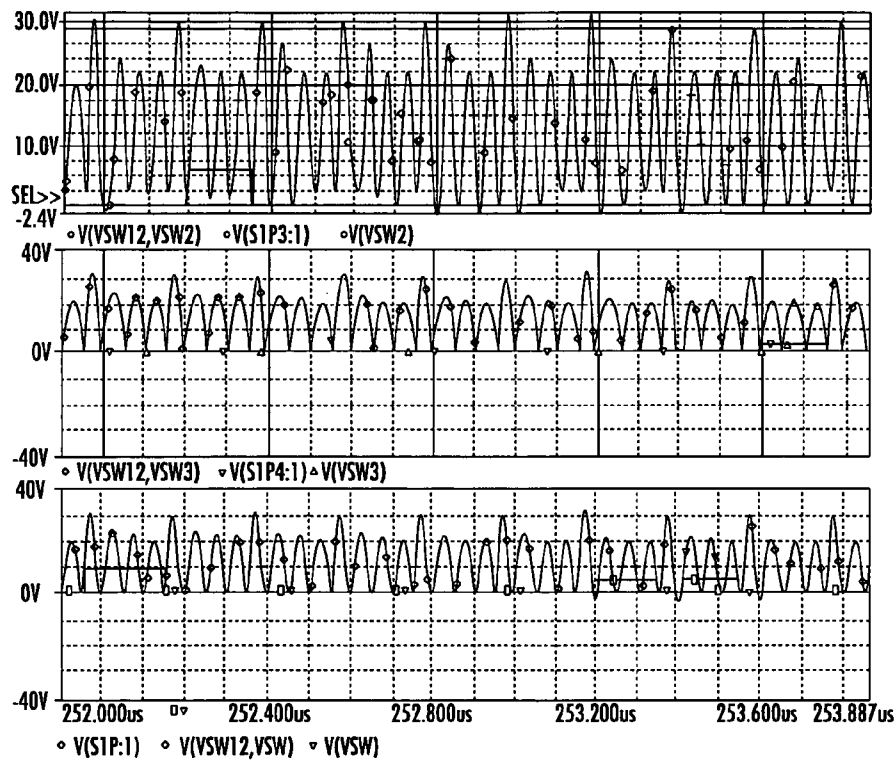 30.0V
20.0V
10.0V
SEL>>
-2.4V
V(VSW12,VSW2) V(S1P3:1) V(VSW2)
40V
0V
-40V
V(VSW12,VSW3) V(S1P4:1) V(VSW3)
40V
0V
-40V
252.000us 252.400us 252.800us 253.200us 253.600us 253.887us
V(S1P:1) V(VSW12,VSW) V(VSW)